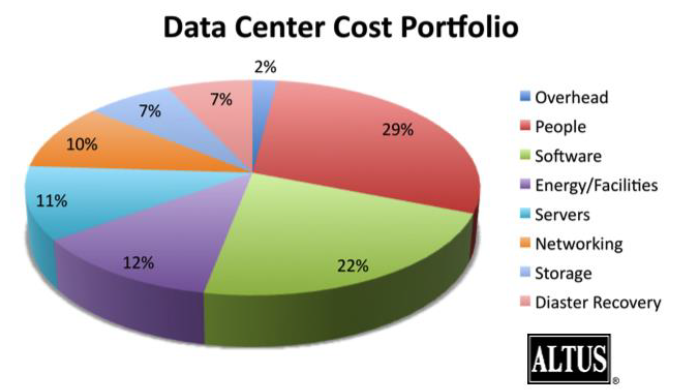 Data Center Cost Portfolio
2%
29%
22%
12%
11%
10%
7%
7%
Overhead
People
Software
Energy/Facilities
Servers
Networking
Storage
Diaster Recovery
ALTUS®